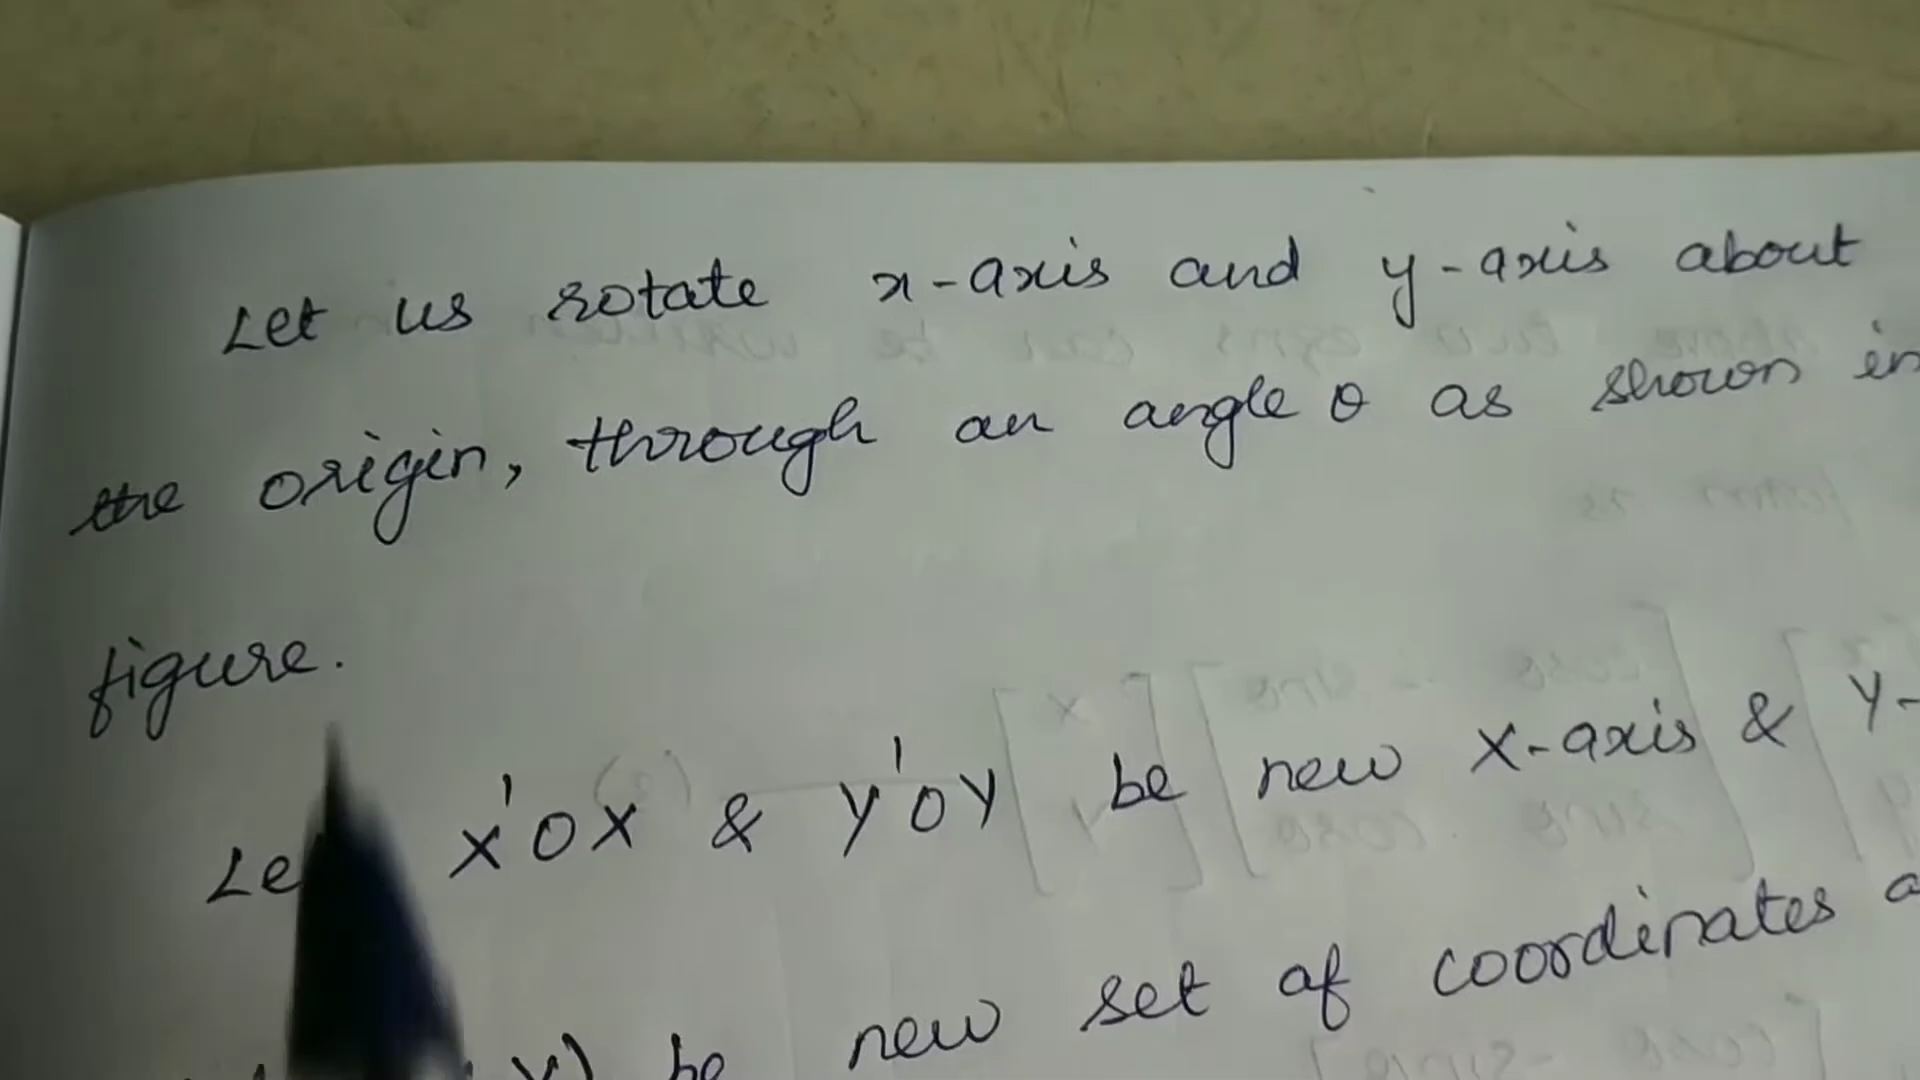 Let us rotate x-axis and y-axis about
the origin, through an angle θ as shown in
figure.
X'OX & Y'OY be new X-axis & Y-
Y) be new set of coordinates